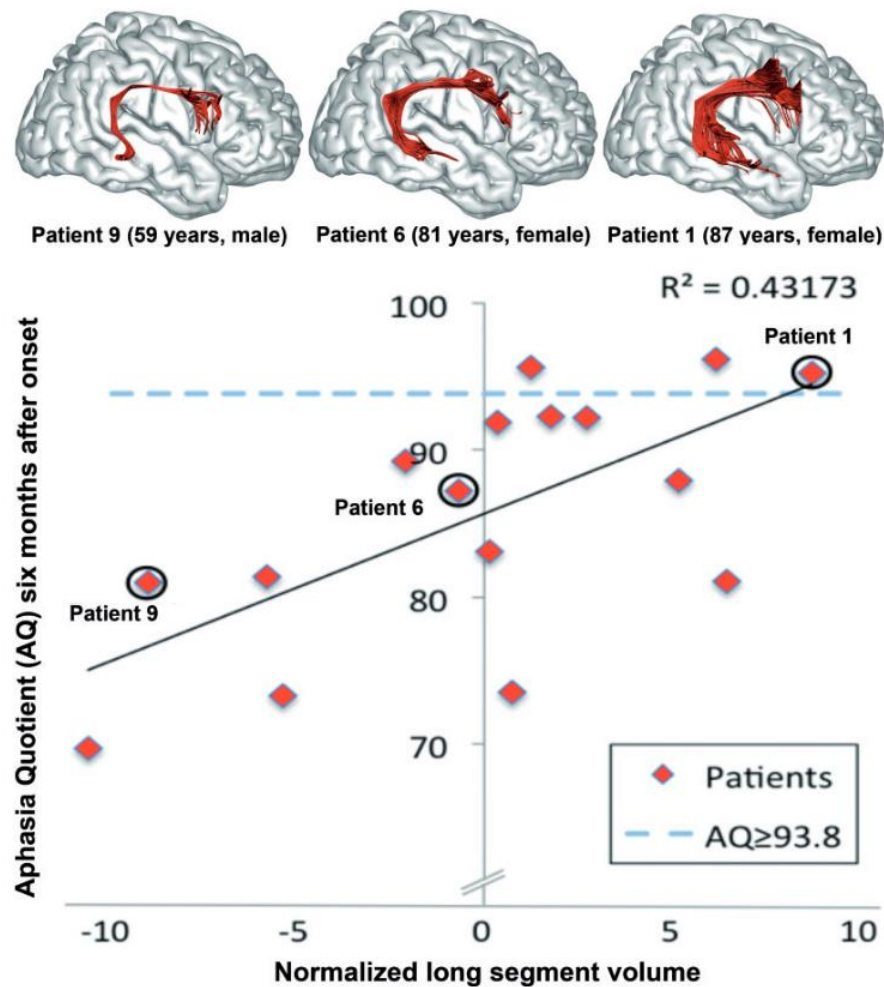 Patient 9 (59 years, male)
Patient 6 (81 years, female)
Patient 1 (87 years, female)
Aphasia Quotient (AQ) six months after onset
100
R² = 0.43173
Patient 1
90
Patient 6
80
Patient 9
70
Patients
AQ≥93.8
-10
-5
0
5
10
Normalized long segment volume